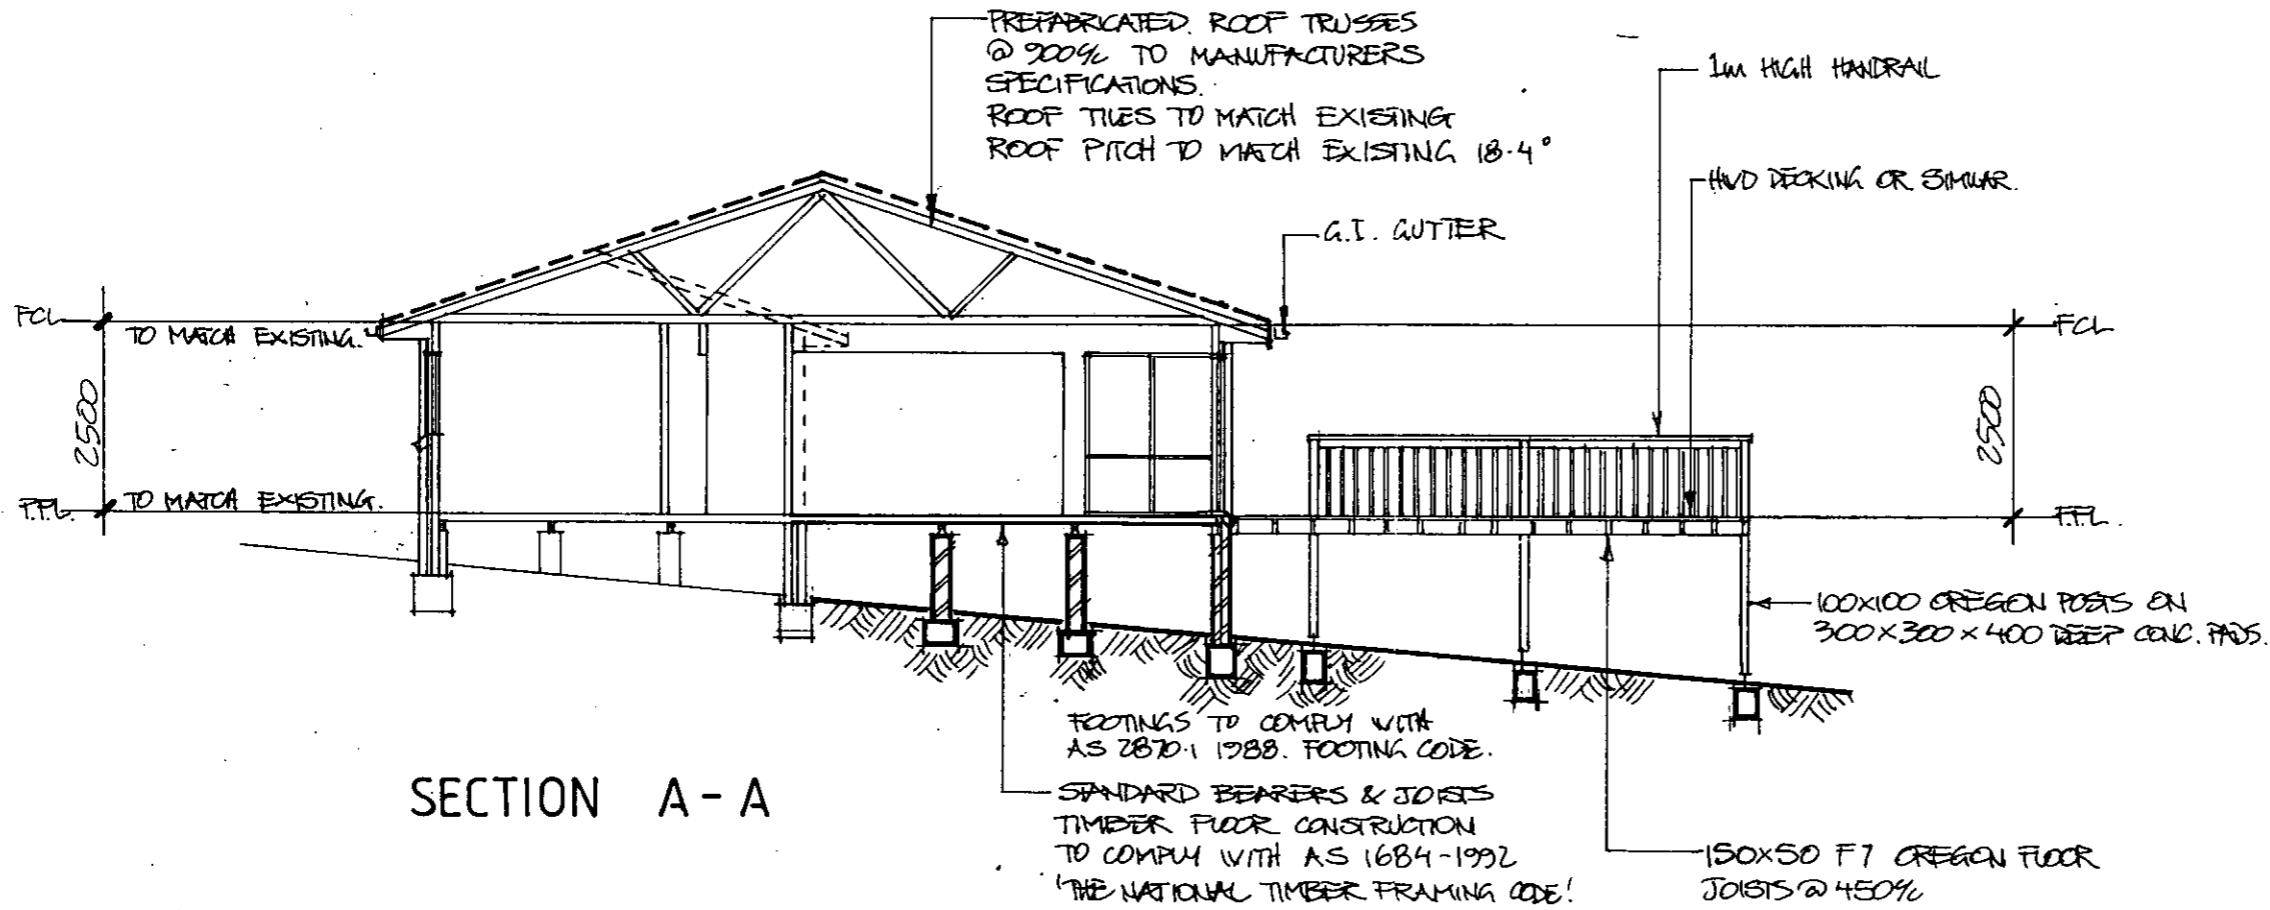 PREFABRICATED. ROOF TRUSSES
@ 900% TO MANUFACTURERS
SPECIFICATIONS.
ROOF TILES TO MATCH EXISTING
ROOF PITCH TO MATCH EXISTING 18.4°
1m HIGH HANDRAIL
HWD DECKING OR SIMILAR.
G.I. GUTTER
FCL
TO MATCH EXISTING.
FCL
2500
2500
F.F.L.
TO MATCH EXISTING.
F.F.L.
100X100 OREGON POSTS ON
300X300X400 DEEP CONC. PADS.
FOOTINGS TO COMPLY WITH
AS 2870.1 1988. FOOTING CODE.
SECTION A-A
STANDARD BEARERS & JOISTS
TIMBER FLOOR CONSTRUCTION
TO COMPLY WITH AS 1684-1992
'THE NATIONAL TIMBER FRAMING CODE'.
150X50 F7 OREGON FLOOR
JOISTS @ 450%